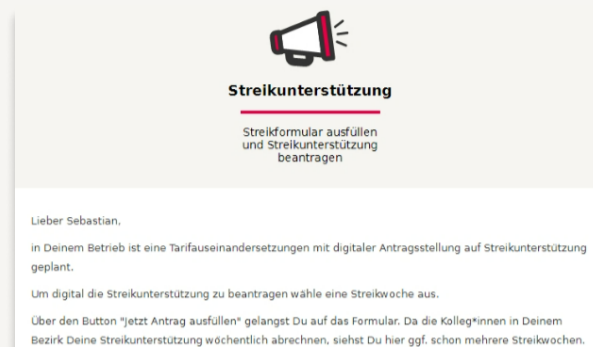 Streikunterstützung
Streikformular ausfüllen
und Streikunterstützung
beantragen
Lieber Sebastian,
in Deinem Betrieb ist eine Tarifauseinandersetzungen mit digitaler Antragsstellung auf Streikunterstützung
geplant.
Um digital die Streikunterstützung zu beantragen wähle eine Streikwoche aus.
Über den Button "Jetzt Antrag ausfüllen" gelangst Du auf das Formular. Da die Kolleg*innen in Deinem
Bezirk Deine Streikunterstützung wöchentlich abrechnen, siehst Du hier ggf. schon mehrere Streikwochen.